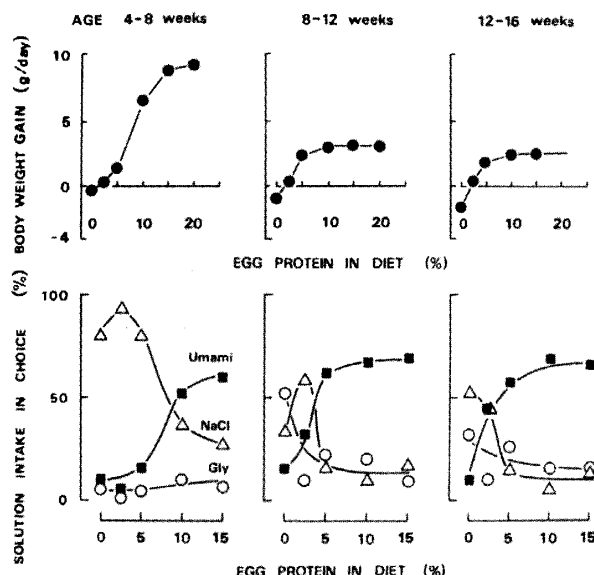 AGE 4-8 weeks 8-12 weeks 12-16 weeks
BODY WEIGHT GAIN (g/day)
10
5
0
-4
10 20
0 10 20
0 10 20
EGG PROTEIN IN DIET (%)
SOLUTION INTAKE IN CHOICE (%)
100
50
0
Umami
NaCl
Gly
0 5 10 15
0 5 10 15
0 5 10 15
EGG PROTEIN IN DIET (%)